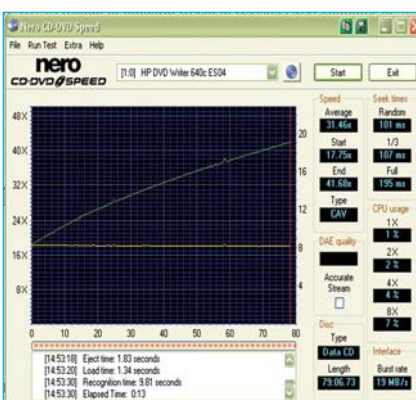 Nero CD-DVD Speed
File Run Test Extra Help
nero
CD-DVD SPEED
[1:0] HP DVD Writer 640c ES04
Start Exit
Speed
Average
31.46x
Start
17.75x
End
41.68x
Type
CAV
Seek times
Random
101 ms
1/3
107 ms
Full
195 ms
CPU usage
1X
1 %
2X
2 %
4X
4 %
8X
7 %
DAE quality
Accurate
Stream
Disc
Type
Data CD
Length
79:06.73
Interface
Burst rate
19 MB/s
48X
40X
32X
24X
16X
8X
20
16
12
8
4
0 10 20 30 40 50 60 70 80
[14:53:18] Eject time: 1.83 seconds
[14:53:20] Load time: 1.34 seconds
[14:53:30] Recognition time: 9.81 seconds
[14:53:30] Elapsed Time: 0:13